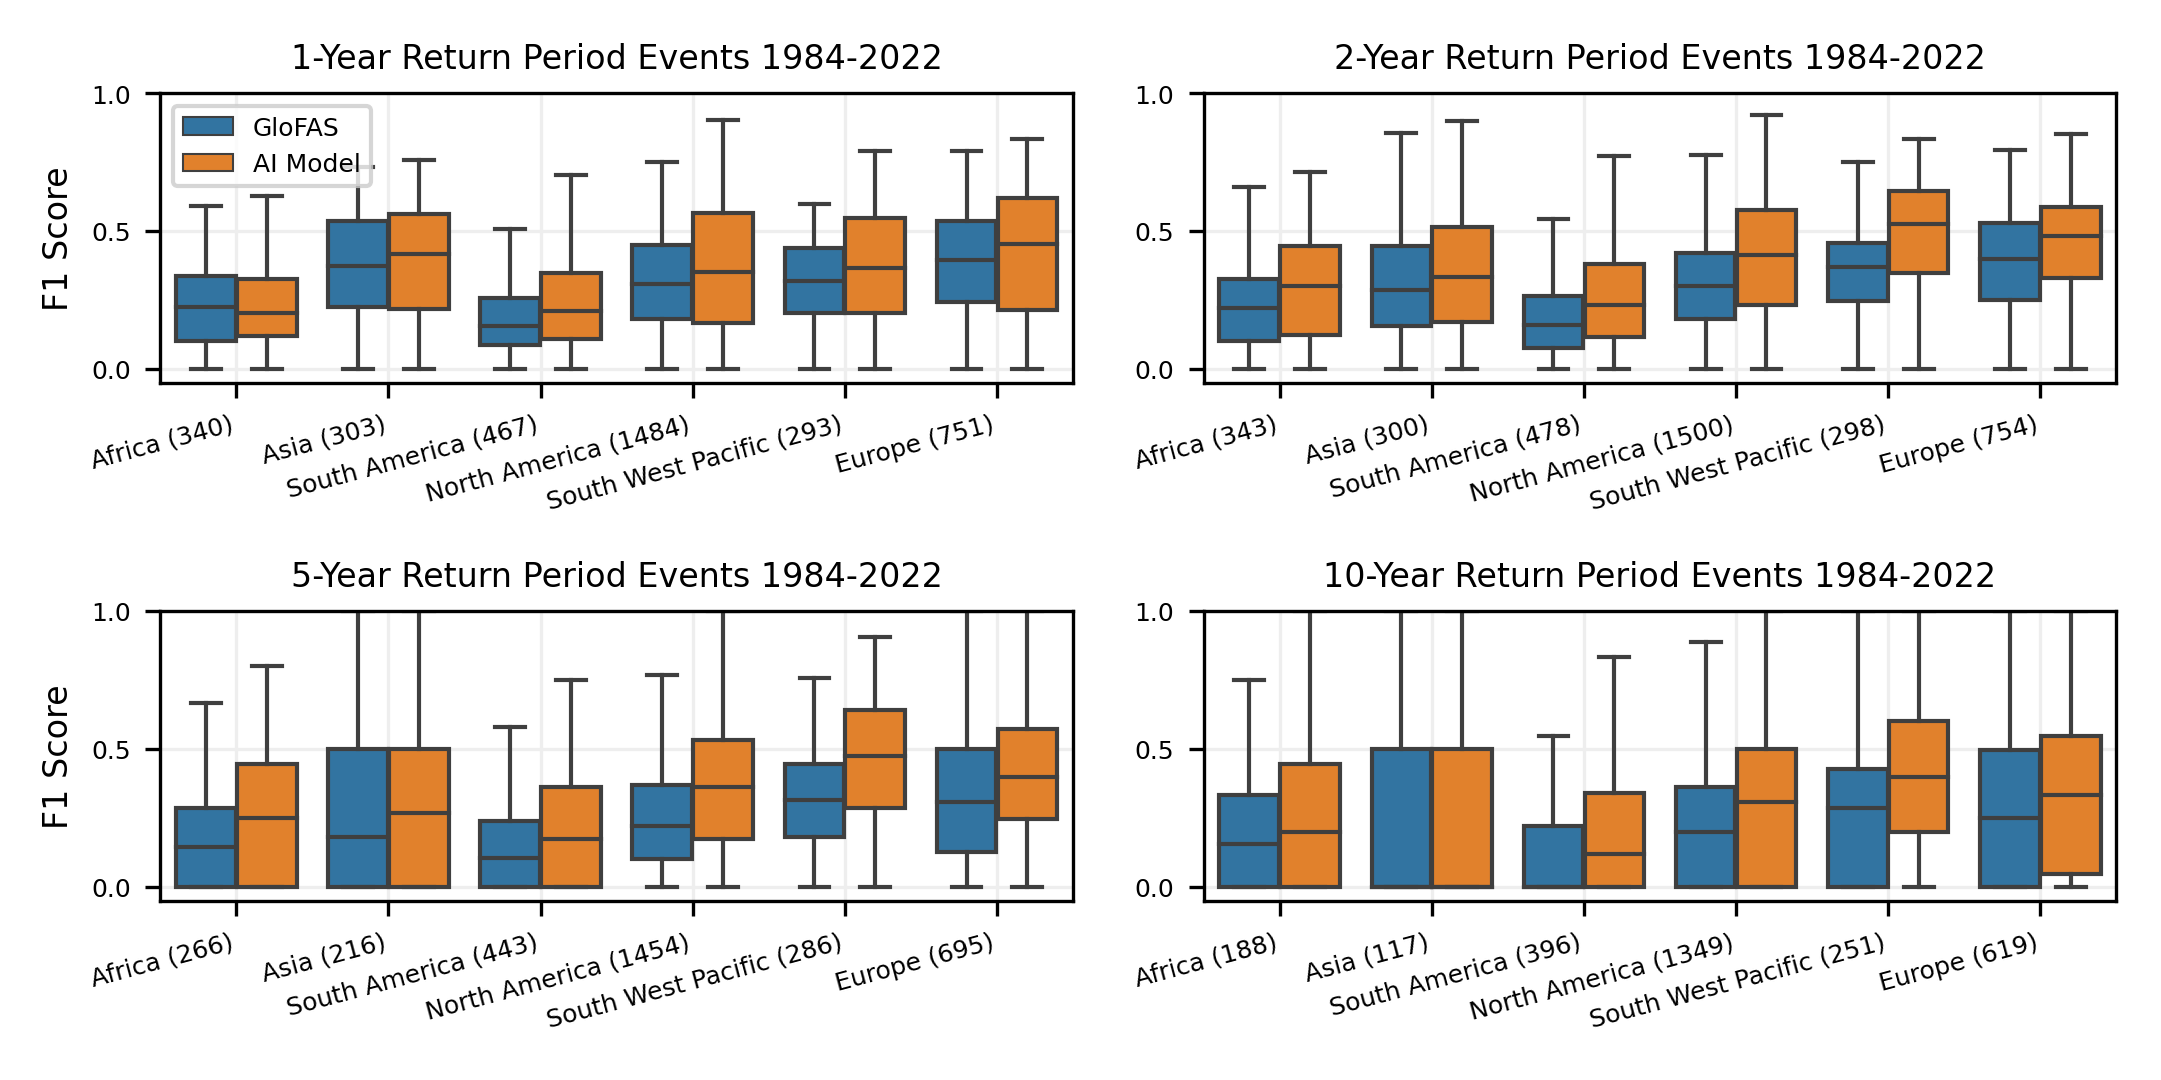 1-Year Return Period Events 1984-2022
1.0
0.5
0.0
F1 Score
GloFAS
AI Model
Africa (340)
Asia (303)
South America (467)
North America (1484)
South West Pacific (293)
Europe (751)
2-Year Return Period Events 1984-2022
1.0
0.5
0.0
Africa (343)
Asia (300)
South America (478)
North America (1500)
South West Pacific (298)
Europe (754)
5-Year Return Period Events 1984-2022
1.0
0.5
0.0
F1 Score
Africa (266)
Asia (216)
South America (443)
North America (1454)
South West Pacific (286)
Europe (695)
10-Year Return Period Events 1984-2022
1.0
0.5
0.0
Africa (188)
Asia (117)
South America (396)
North America (1349)
South West Pacific (251)
Europe (619)